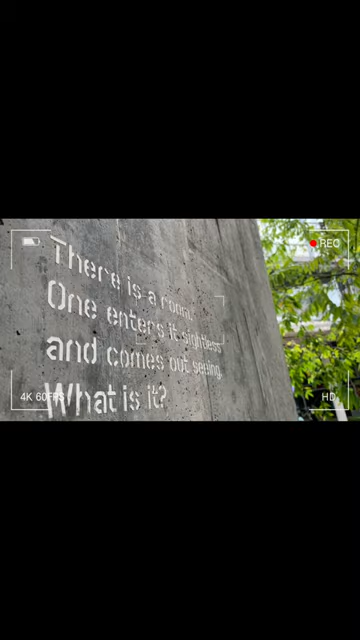 REC
There is a room.
One enters it sightless
and comes out seeing.
What is it?
4K 60FPS
HD